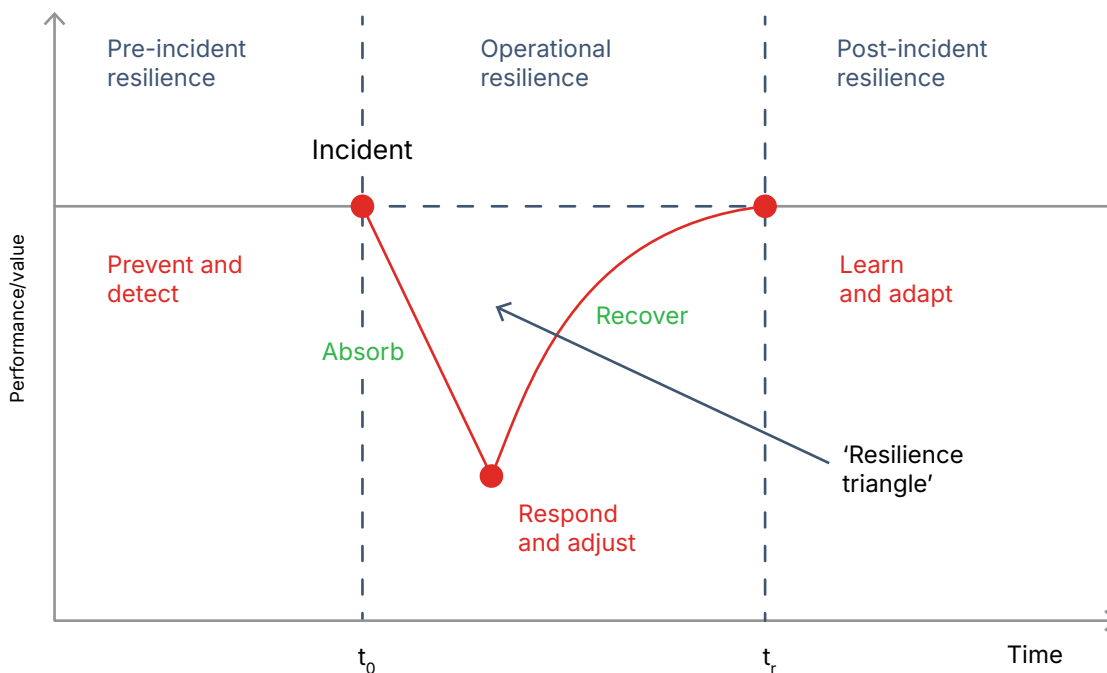 Pre-incident
resilience
Operational
resilience
Post-incident
resilience
Incident
Prevent and
detect
Learn
and adapt
Recover
Absorb
Performance/value
‘Resilience
triangle’
Respond
and adjust
t0
tr
Time